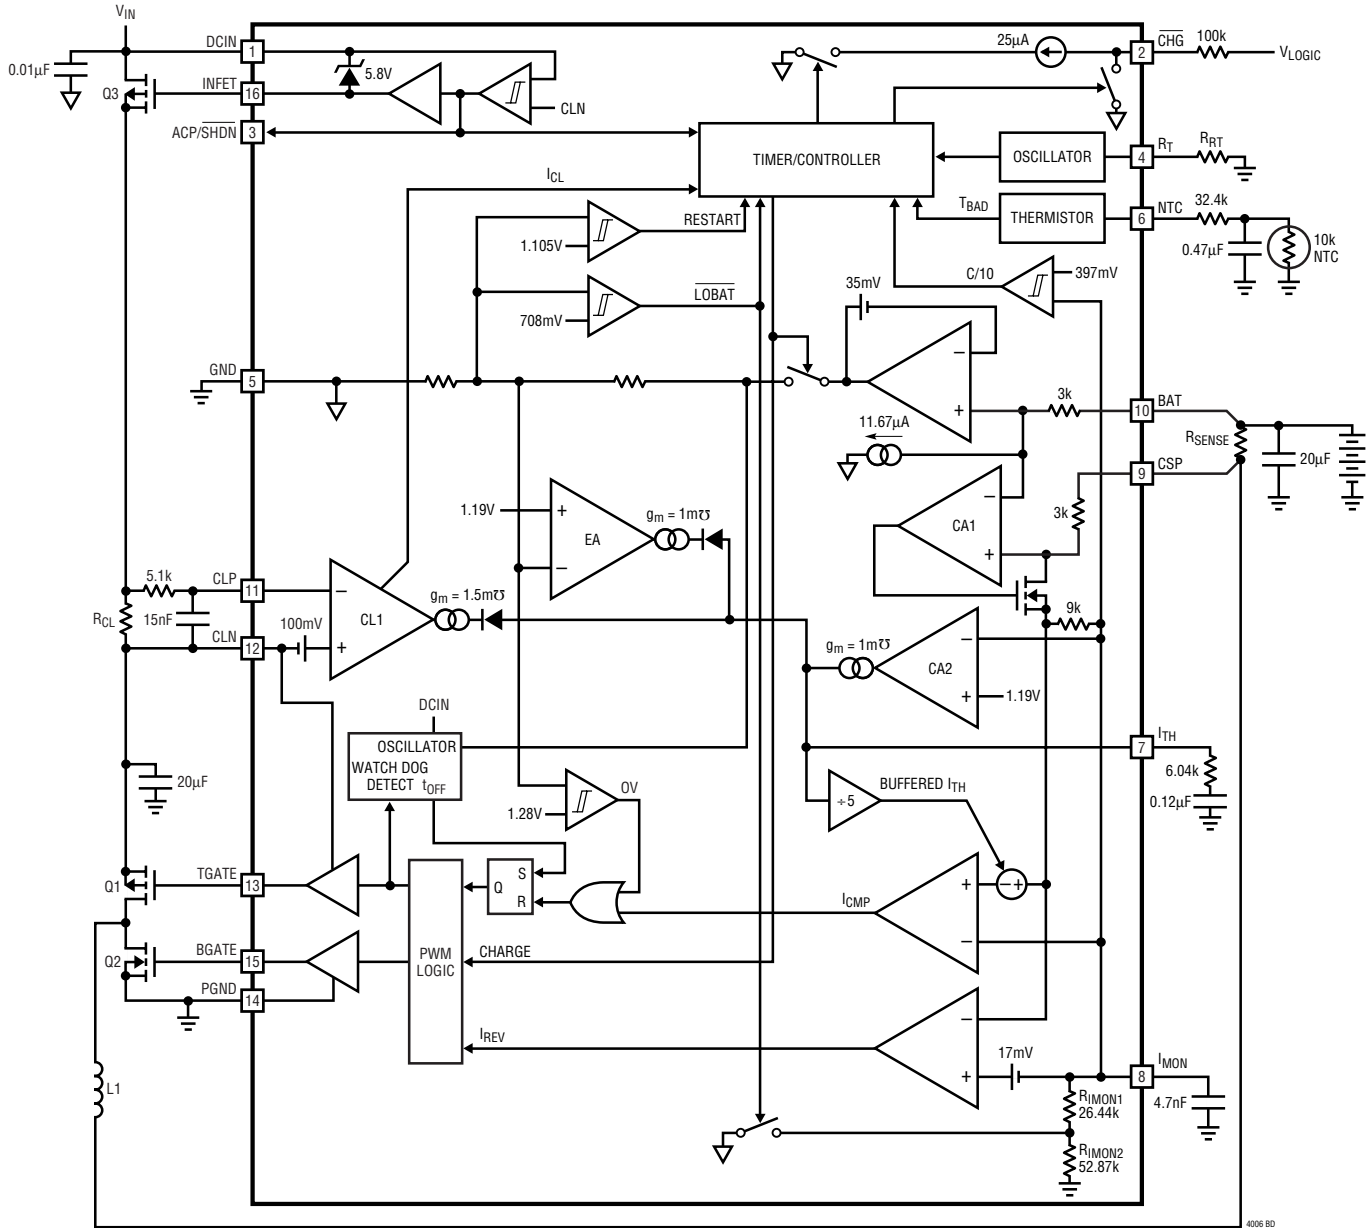 VIN
DCIN
1
0.01µF
INFET
16
5.8V
Q3
CLN
ACP/SHDN
3
25µA
2
CHG
100k
VLOGIC
TIMER/CONTROLLER
OSCILLATOR
4
RT
RRT
TBAD
THERMISTOR
6
NTC
32.4k
0.47µF
10k
NTC
ICL
RESTART
1.105V
LOBAT
708mV
C/10
397mV
35mV
GND
5
–
+
3k
10
BAT
11.67µA
RSENSE
20µF
9
CSP
3k
–
CA1
+
1.19V
+
EA
–
gm = 1m℧
9k
5.1k
CLP
11
–
RCL
15nF
CL1
gm = 1.5m℧
CLN
12
100mV
+
gm = 1m℧
–
CA2
+
1.19V
DCIN
OSCILLATOR
WATCH DOG
DETECT tOFF
20µF
7
ITH
6.04k
0.12µF
BUFFERED ITH
÷5
OV
1.28V
Q1
TGATE
13
S
Q
R
ICMP
+
–+
–
Q2
BGATE
15
PWM
LOGIC
CHARGE
PGND
14
IREV
–
+
17mV
8
IMON
4.7nF
RIMON1
26.44k
RIMON2
52.87k
L1
4006 BD